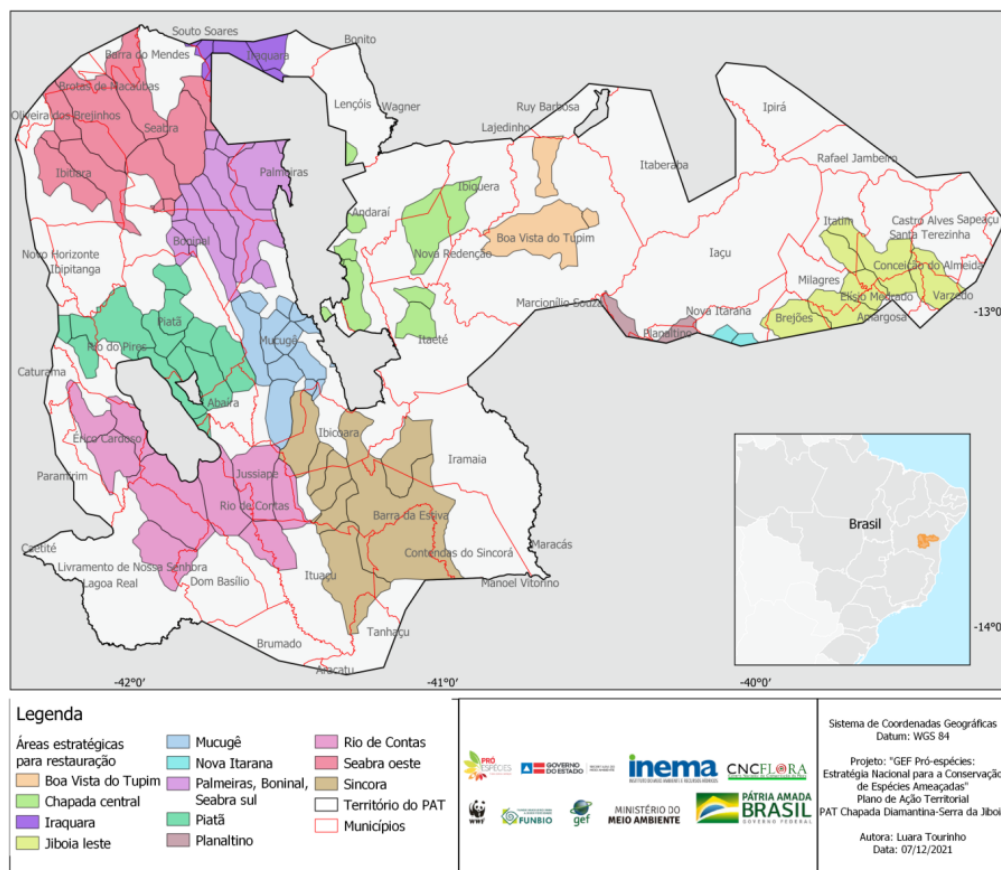 Souto Soares
Bonito
Barra do Mendes
Iraquara
Brotas de Macaúbas
Lençóis
Wagner
Ruy Barbosa
Ipirá
Oliveira dos Brejinhos
Seabra
Lajedinho
Itaberaba
Rafael Jambeiro
Ibitiara
Palmeiras
Ibiquera
Andaraí
Itatim
Castro Alves
Sapeaçu
Santa Terezinha
Boninal
Boa Vista do Tupim
Novo Horizonte
Nova Redenção
Iaçu
Ibipitanga
Milagres
Conceição do Almeida
Marcionílio Souza
Nova Itarana
Elísio Medrado
Varzedo
Piatã
Planaltino
Brejões
Amargosa
-13°0'
Rio do Pires
Mucugê
Itaetê
Caturama
Abaíra
Érico Cardoso
Ibicoara
Iramaia
Paramirim
Jussiape
Rio de Contas
Barra da Estiva
Maracás
Caetité
Contendas do Sincorá
Livramento de Nossa Senhora
Ituaçu
Lagoa Real
Dom Basílio
Manoel Vitorino
Tanhaçu
Brumado
Aracatu
Brasil
-14°0'
-42°0'
-41°0'
-40°0'
Legenda
Áreas estratégicas
para restauração
Boa Vista do Tupim
Chapada central
Iraquara
Jiboia leste
Mucugê
Nova Itarana
Palmeiras, Boninal,
Seabra sul
Piatã
Planaltino
Rio de Contas
Seabra oeste
Sincora
Território do PAT
Municípios
PRÓ
ESPÉCIES
GOVERNO
DO ESTADO
inema
CNCFLORA
WWF
FUNBIO
gef
MINISTÉRIO DO
MEIO AMBIENTE
PÁTRIA AMADA
BRASIL
GOVERNO FEDERAL
Sistema de Coordenadas Geográficas
Datum: WGS 84
Projeto: "GEF Pró-espécies:
Estratégia Nacional para a Conservação
de Espécies Ameaçadas"
Plano de Ação Territorial
PAT Chapada Diamantina-Serra da Jiboia
Autora: Luara Tourinho
Data: 07/12/2021